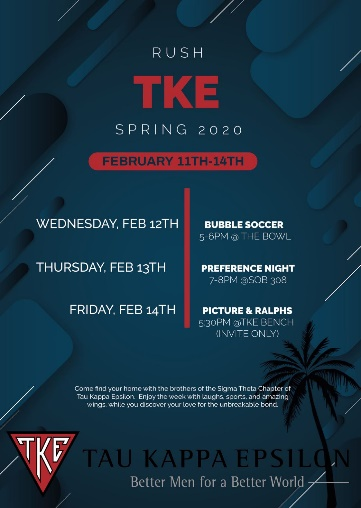 RUSH
TKE
SPRING 2020
FEBRUARY 11TH-14TH
WEDNESDAY, FEB 12TH
BUBBLE SOCCER
5-6PM @ THE BOWL
THURSDAY, FEB 13TH
PREFERENCE NIGHT
7-8PM @SOB 308
FRIDAY, FEB 14TH
PICTURE & RALPHS
5:30PM @TKE BENCH
(INVITE ONLY)
Come find your home with the brothers of the Sigma Theta Chapter of
Tau Kappa Epsilon. Enjoy the week with laughs, sports, and amazing
wings, while you discover your love for the unbreakable bond.
TKE
TAU KAPPA EPSILON
Better Men for a Better World